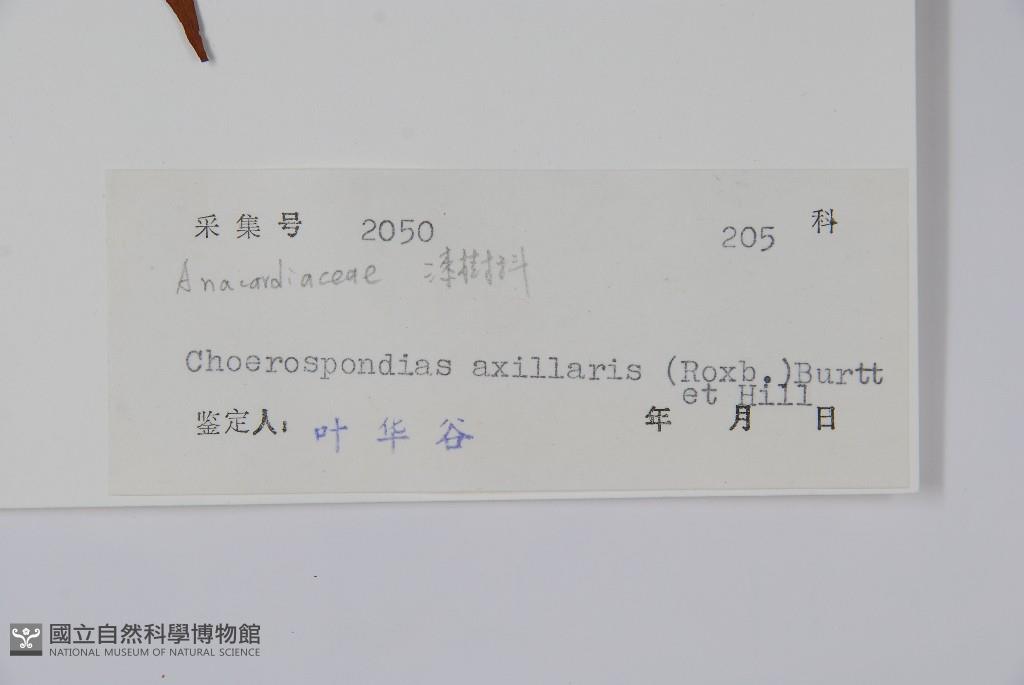 采集号 2050 205 科
Anacardiaceae 漆樹科
Choerospondias axillaris (Roxb.)Burtt
et Hill
鉴定人: 叶华谷 年 月 日
國立自然科學博物館
NATIONAL MUSEUM OF NATURAL SCIENCE